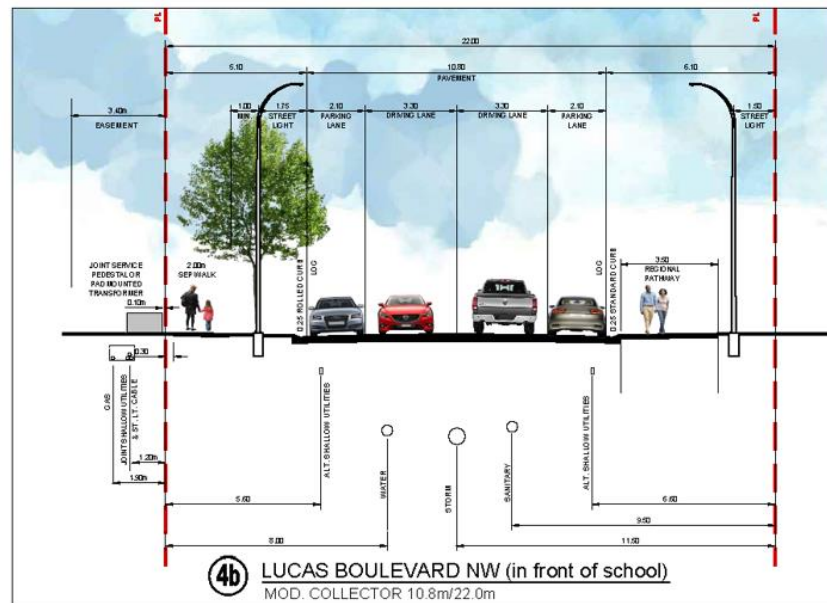 PL
PL
22.00
5.10
10.80
6.10
PAVEMENT
3.40m
EASEMENT
1.00
MIN
1.75
STREET
LIGHT
2.10
PARKING
LANE
3.30
DRIVING LANE
3.30
DRIVING LANE
2.10
PARKING
LANE
1.50
STREET
LIGHT
JOINT SERVICE
PEDESTAL OR
PAD MOUNTED
TRANSFORMER
0.10m
2.00m
SEP WALK
0.25 ROLLED CURB
LOG
LOG
0.25 STANDARD CURB
3.50
REGIONAL
PATHWAY
0.30
GAS
JOINT SHALLOW UTILITIES
& ST. LT. CABLE
1.20m
1.90m
ALT. SHALLOW UTILITIES
WATER
STORM
SANITARY
ALT. SHALLOW UTILITIES
5.60
6.60
9.50
8.00
11.50
4b LUCAS BOULEVARD NW (in front of school)
MOD. COLLECTOR 10.8m/22.0m